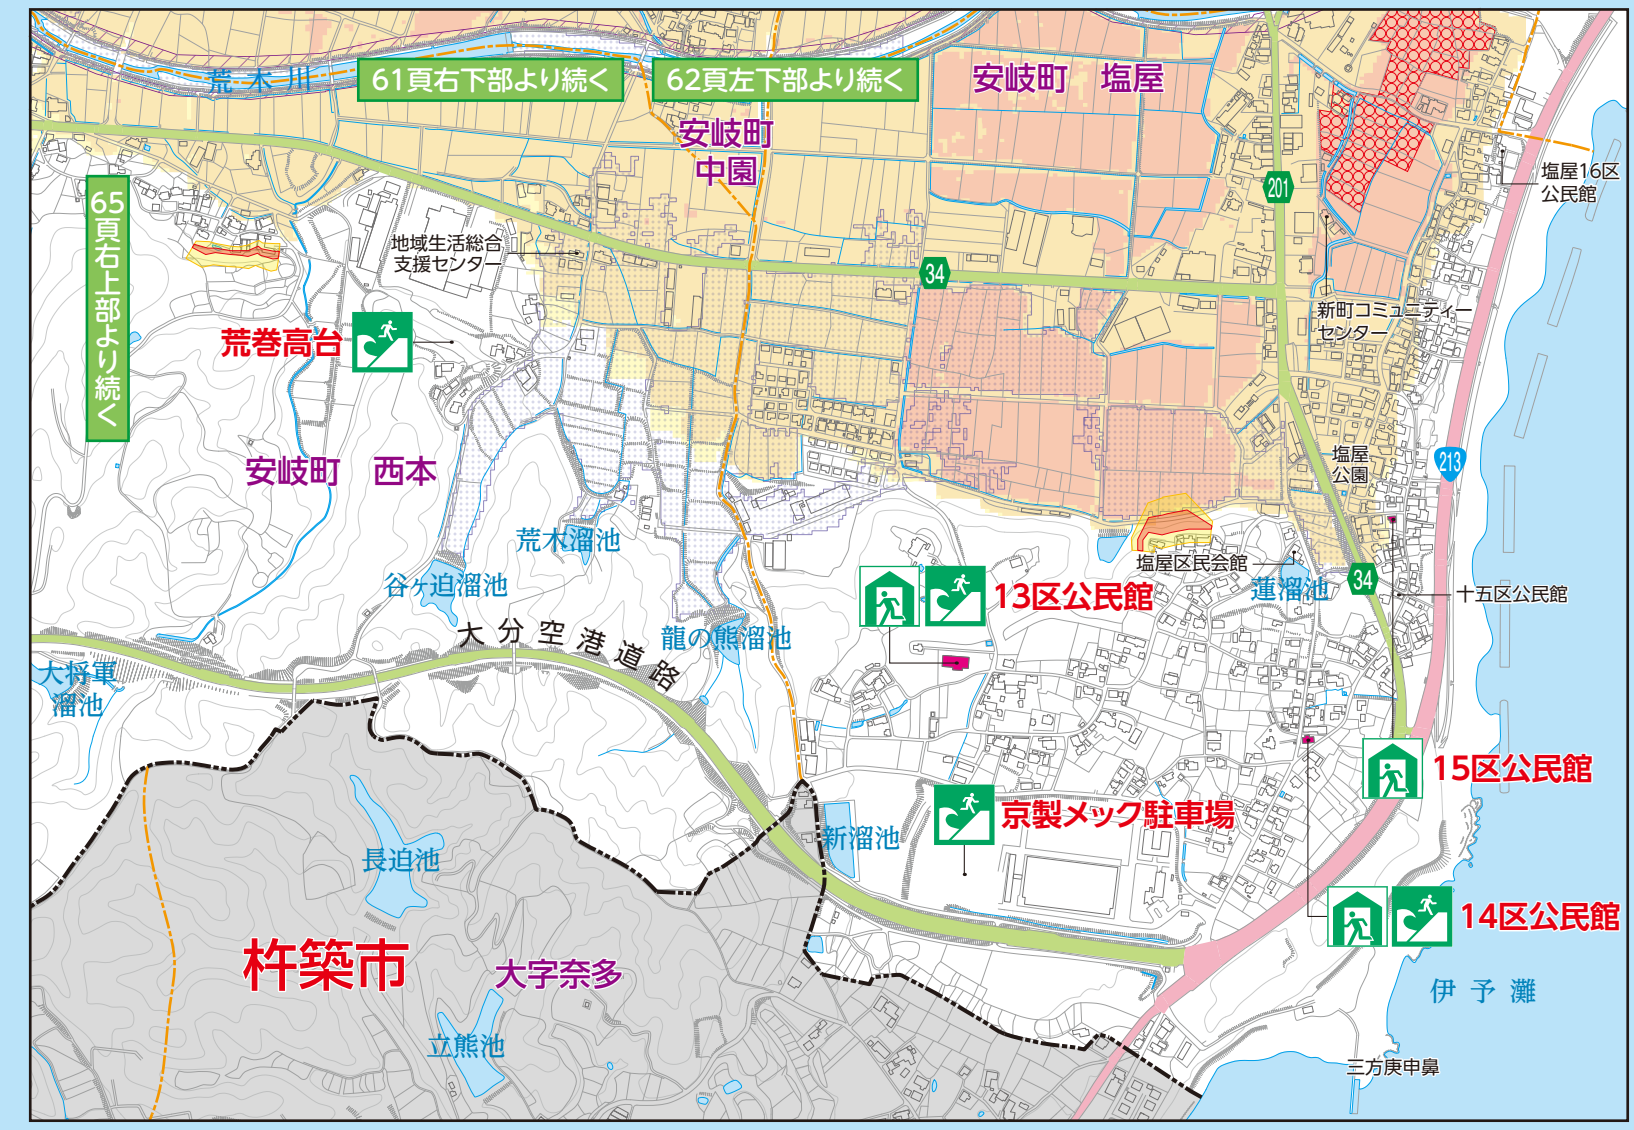 荒木川
61頁右下部より続く
62頁左下部より続く
安岐町 塩屋
安岐町
中園
塩屋16区
公民館
201
65頁右上部より続く
地域生活総合
支援センター
34
新町コミュニティー
センター
荒巻高台
安岐町 西本
塩屋
公園
213
荒木溜池
谷ヶ迫溜池
塩屋区民会館
蓮溜池
34
十五区公民館
13区公民館
大分空港道路
龍の熊溜池
大将軍
溜池
15区公民館
京製メック駐車場
新溜池
長迫池
14区公民館
杵築市
大字奈多
伊予灘
立熊池
三方庚申鼻